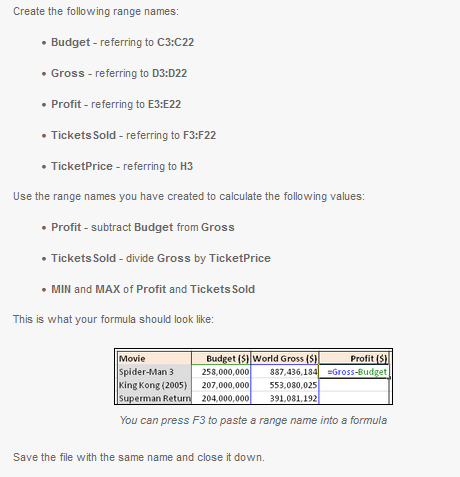 Create the following range names:
• Budget - referring to C3:C22
• Gross - referring to D3:D22
• Profit - referring to E3:E22
• TicketsSold - referring to F3:F22
• TicketPrice - referring to H3
Use the range names you have created to calculate the following values:
• Profit - subtract Budget from Gross
• TicketsSold - divide Gross by TicketPrice
• MIN and MAX of Profit and TicketsSold
This is what your formula should look like:
Movie Budget ($) World Gross ($) Profit ($)
Spider-Man 3 258,000,000 887,436,184 =Gross-Budget
King Kong (2005) 207,000,000 553,080,025
Superman Return 204,000,000 391,081,192
You can press F3 to paste a range name into a formula
Save the file with the same name and close it down.